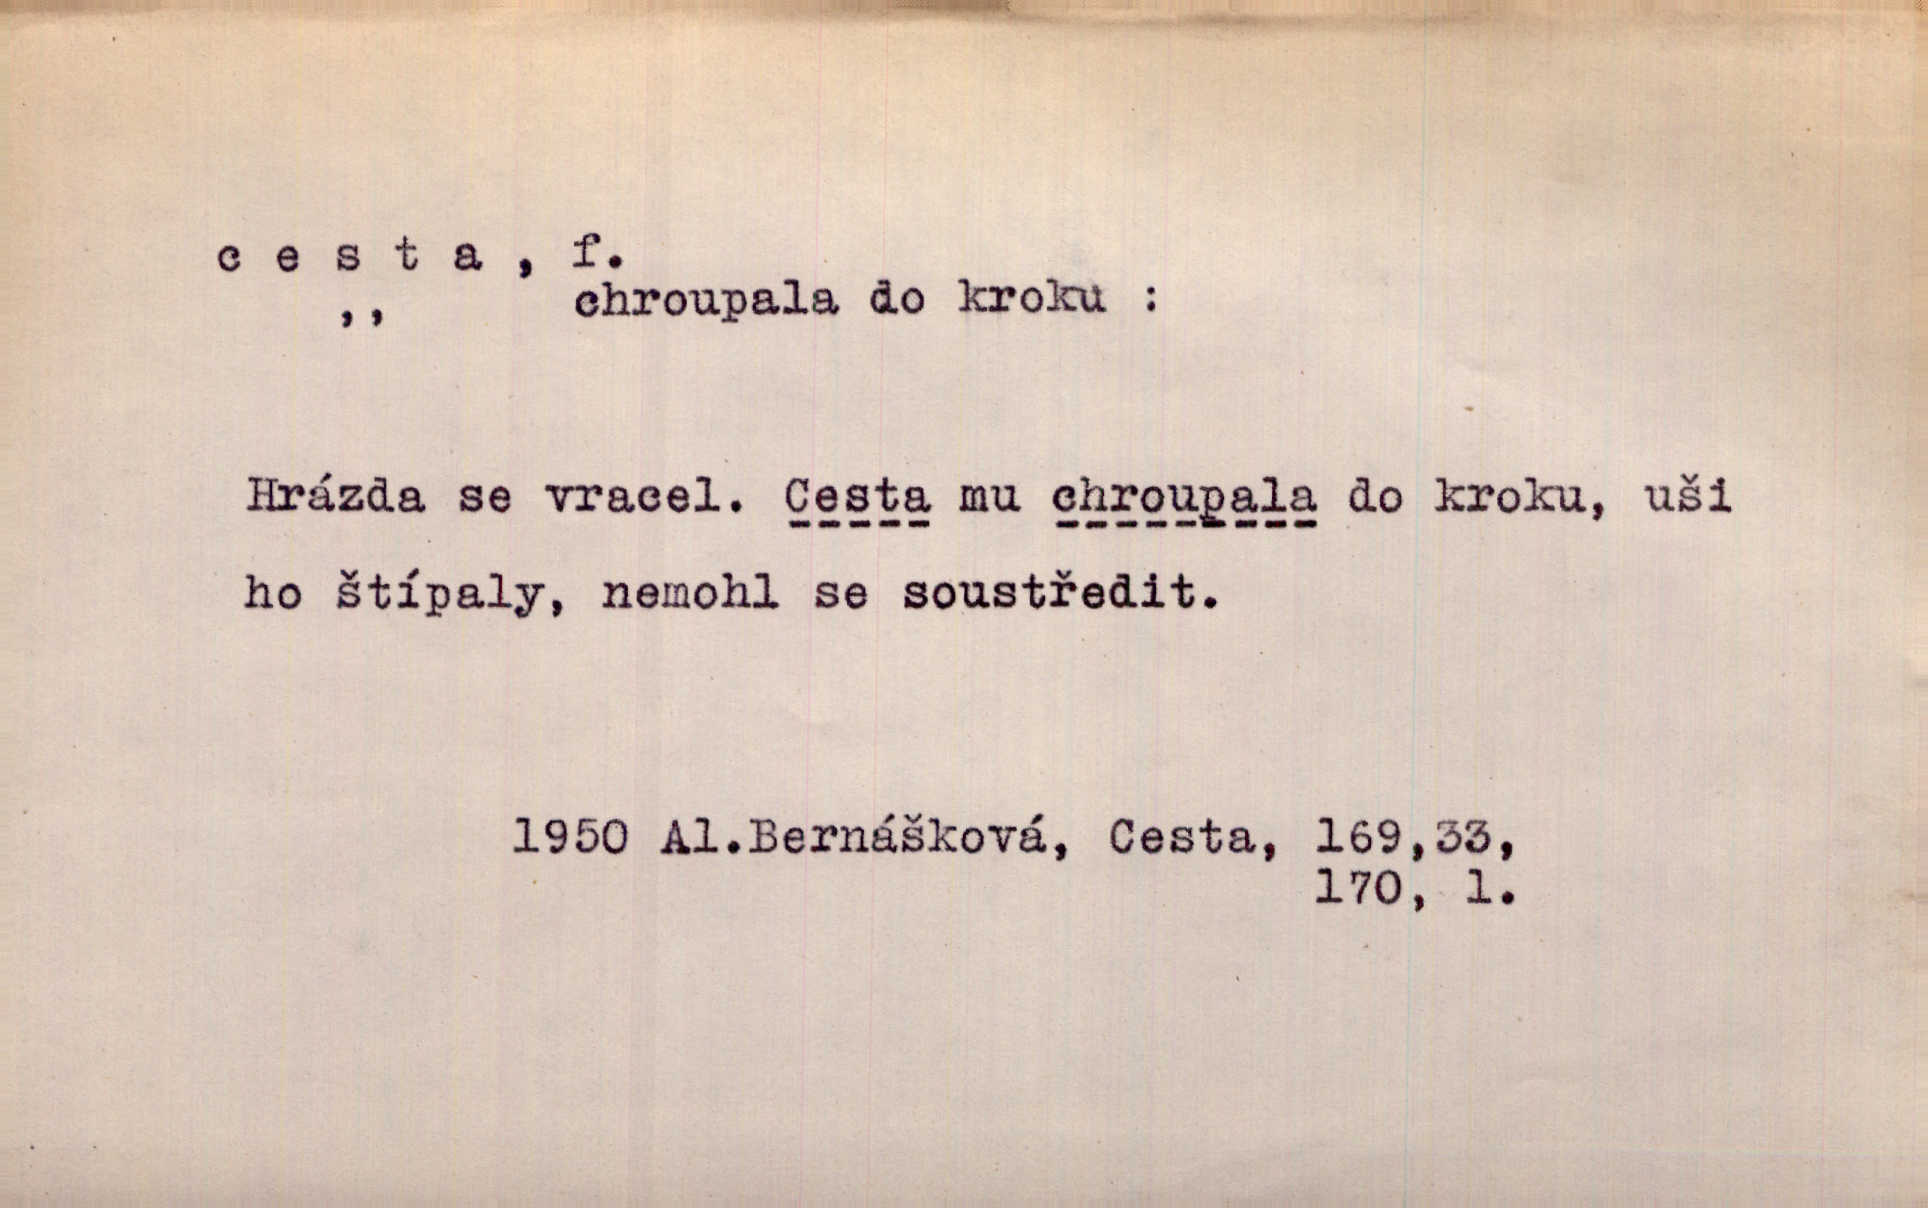 c e s t a , f.
,, chroupala do kroku :
Hrázda se vracel. Cesta mu chroupala do kroku, uši
ho štípaly, nemohl se soustředit.
1950 Al.Bernášková, Cesta, 169,33,
170, 1.